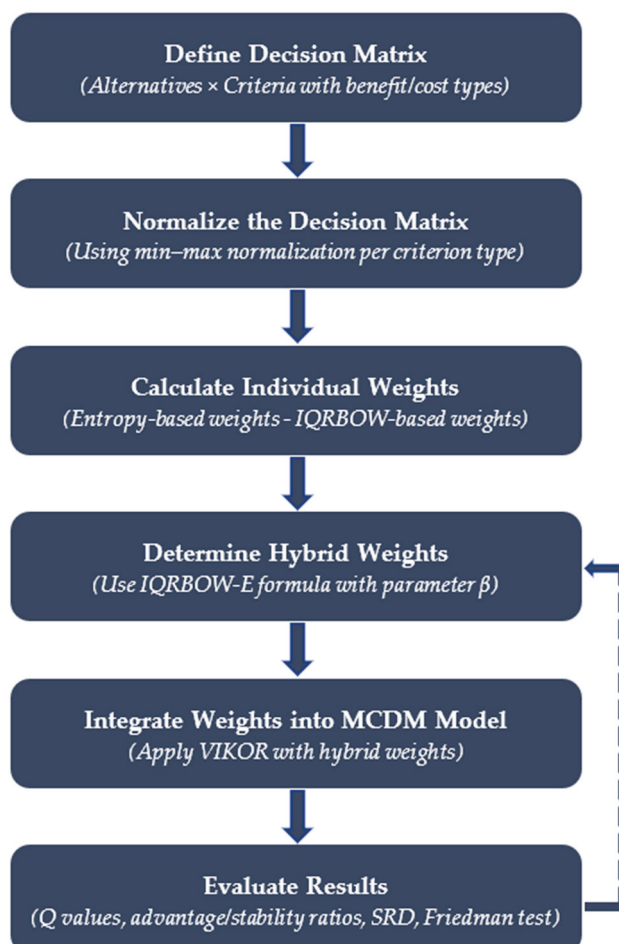 Define Decision Matrix
(Alternatives × Criteria with benefit/cost types)
Normalize the Decision Matrix
(Using min–max normalization per criterion type)
Calculate Individual Weights
(Entropy-based weights - IQRBOW-based weights)
Determine Hybrid Weights
(Use IQRBOW-E formula with parameter β)
Integrate Weights into MCDM Model
(Apply VIKOR with hybrid weights)
Evaluate Results
(Q values, advantage/stability ratios, SRD, Friedman test)